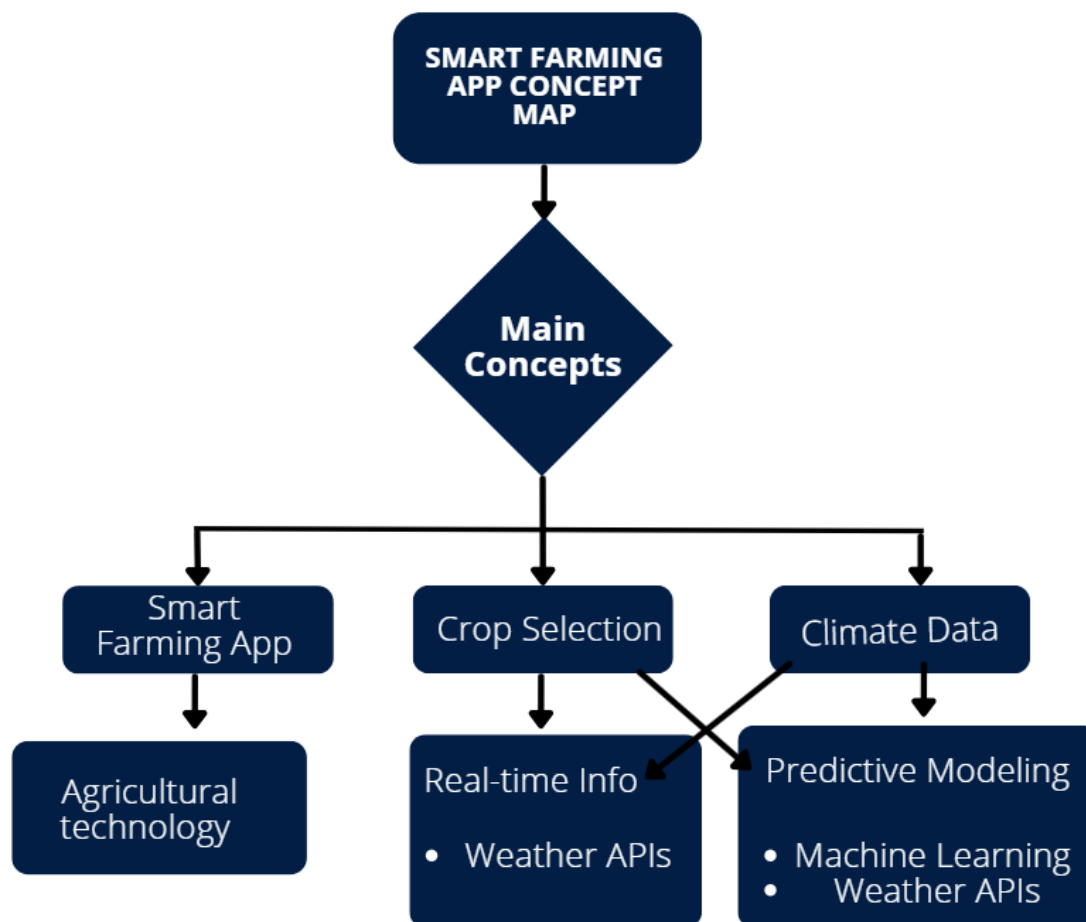 SMART FARMING
APP CONCEPT
MAP
Main
Concepts
Smart
Farming App
Crop Selection
Climate Data
Agricultural
technology
Real-time Info
• Weather APIs
Predictive Modeling
• Machine Learning
• Weather APIs